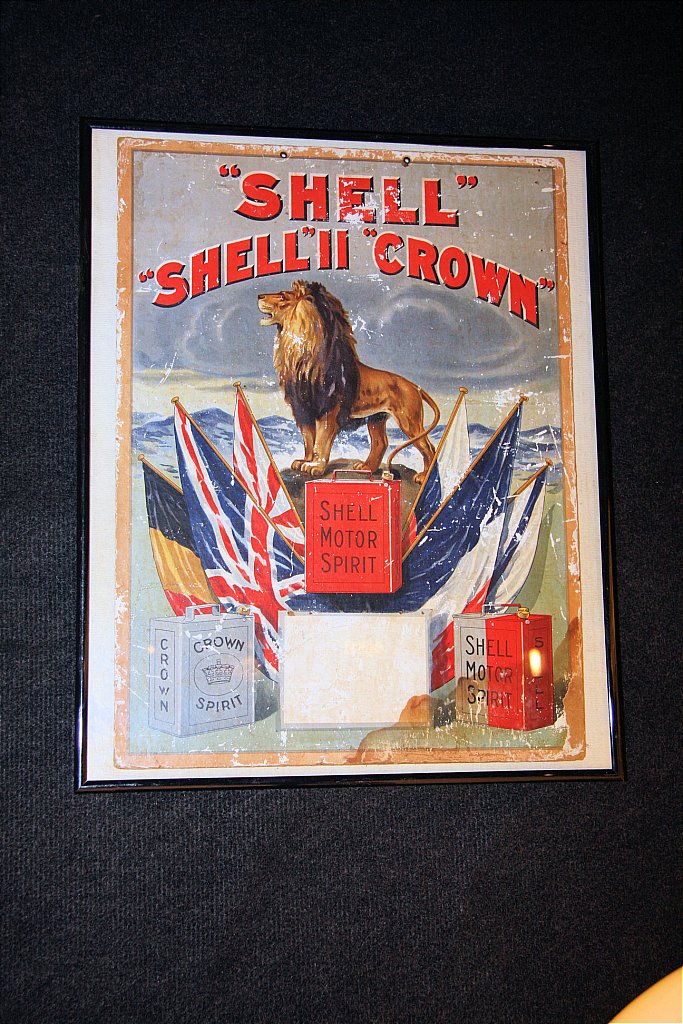 "SHELL"
"SHELL" II "CROWN"
SHELL
MOTOR
SPIRIT
CROWN
CROWN
SPIRIT
SHELL
MOTOR
SPIRIT